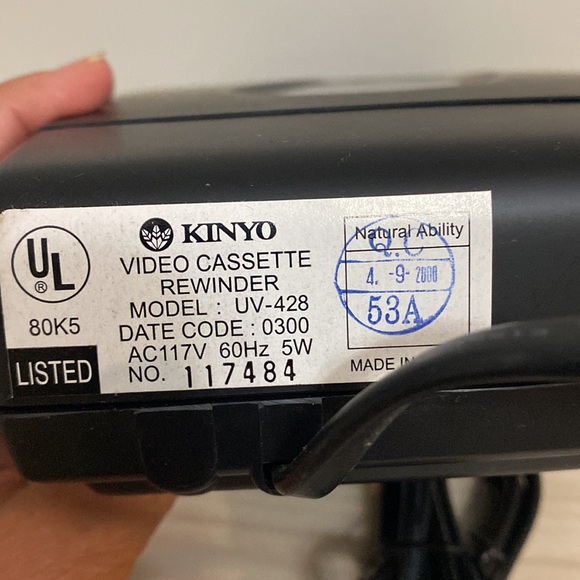 UL
®
80K5
LISTED
KINYO
VIDEO CASSETTE
REWINDER
MODEL : UV-428
DATE CODE : 0300
AC117V 60Hz 5W
NO. 117484
Natural Ability
Q.C
4. -9-2000
53A
MADE IN